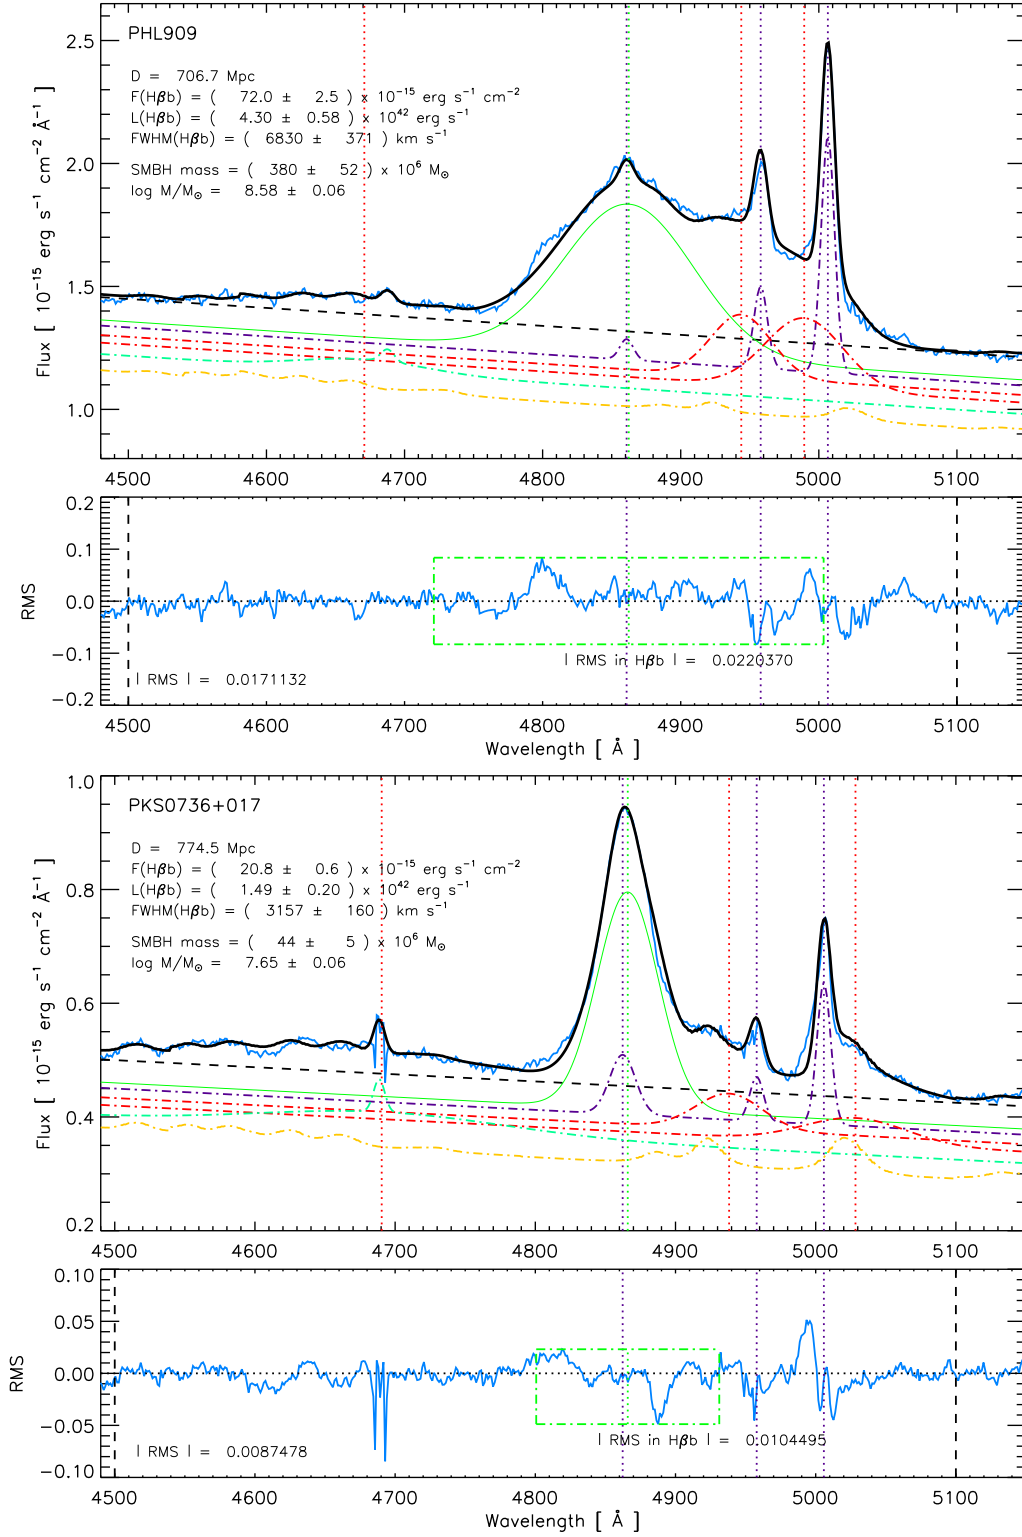 PHL909
D = 706.7 Mpc
F(Hβb) = ( 72.0 ± 2.5 ) x 10⁻¹⁵ erg s⁻¹ cm⁻²
L(Hβb) = ( 4.30 ± 0.58 ) x 10⁴² erg s⁻¹
FWHM(Hβb) = ( 6830 ± 371 ) km s⁻¹
SMBH mass = ( 380 ± 52 ) x 10⁶ M⊙
log M/M⊙ = 8.58 ± 0.06
Flux [ 10⁻¹⁵ erg s⁻¹ cm⁻² Å⁻¹ ]
2.5
2.0
1.5
1.0
4500 4600 4700 4800 4900 5000 5100
RMS
0.2
0.1
0.0
−0.1
−0.2
| RMS in Hβb | = 0.0220370
| RMS | = 0.0171132
4500 4600 4700 4800 4900 5000 5100
Wavelength [ Å ]
PKS0736+017
D = 774.5 Mpc
F(Hβb) = ( 20.8 ± 0.6 ) x 10⁻¹⁵ erg s⁻¹ cm⁻²
L(Hβb) = ( 1.49 ± 0.20 ) x 10⁴² erg s⁻¹
FWHM(Hβb) = ( 3157 ± 160 ) km s⁻¹
SMBH mass = ( 44 ± 5 ) x 10⁶ M⊙
log M/M⊙ = 7.65 ± 0.06
Flux [ 10⁻¹⁵ erg s⁻¹ cm⁻² Å⁻¹ ]
1.0
0.8
0.6
0.4
0.2
4500 4600 4700 4800 4900 5000 5100
RMS
0.10
0.05
0.00
−0.05
−0.10
| RMS in Hβb | = 0.0104495
| RMS | = 0.0087478
4500 4600 4700 4800 4900 5000 5100
Wavelength [ Å ]